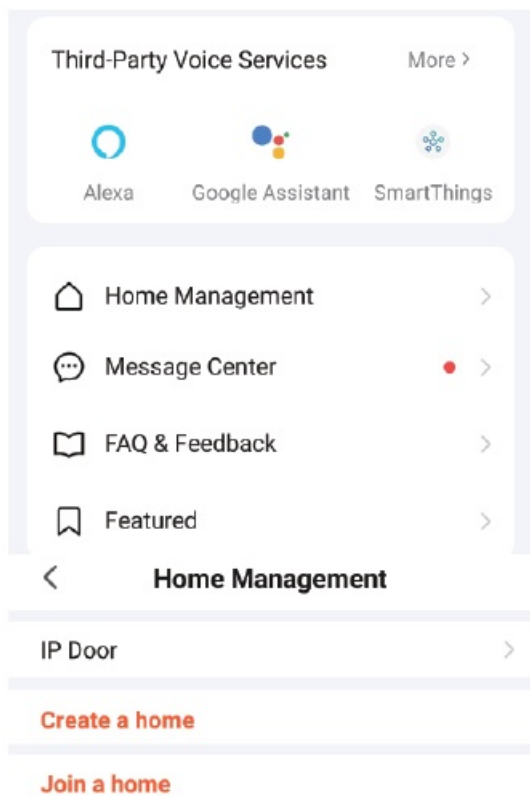 Third-Party Voice Services More >
Alexa Google Assistant SmartThings
Home Management
Message Center
FAQ & Feedback
Featured
Home Management
IP Door
Create a home
Join a home